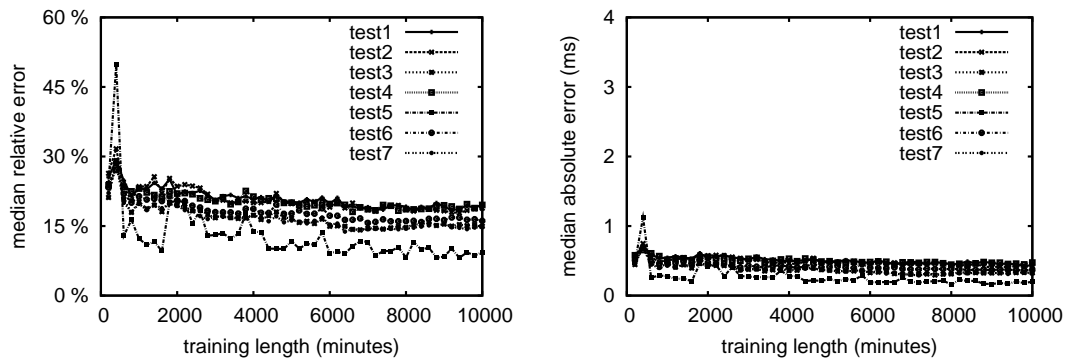 60 %
45 %
30 %
15 %
0 %
median relative error
0 2000 4000 6000 8000 10000
training length (minutes)
test1
test2
test3
test4
test5
test6
test7
4
3
2
1
0
median absolute error (ms)
0 2000 4000 6000 8000 10000
training length (minutes)
test1
test2
test3
test4
test5
test6
test7